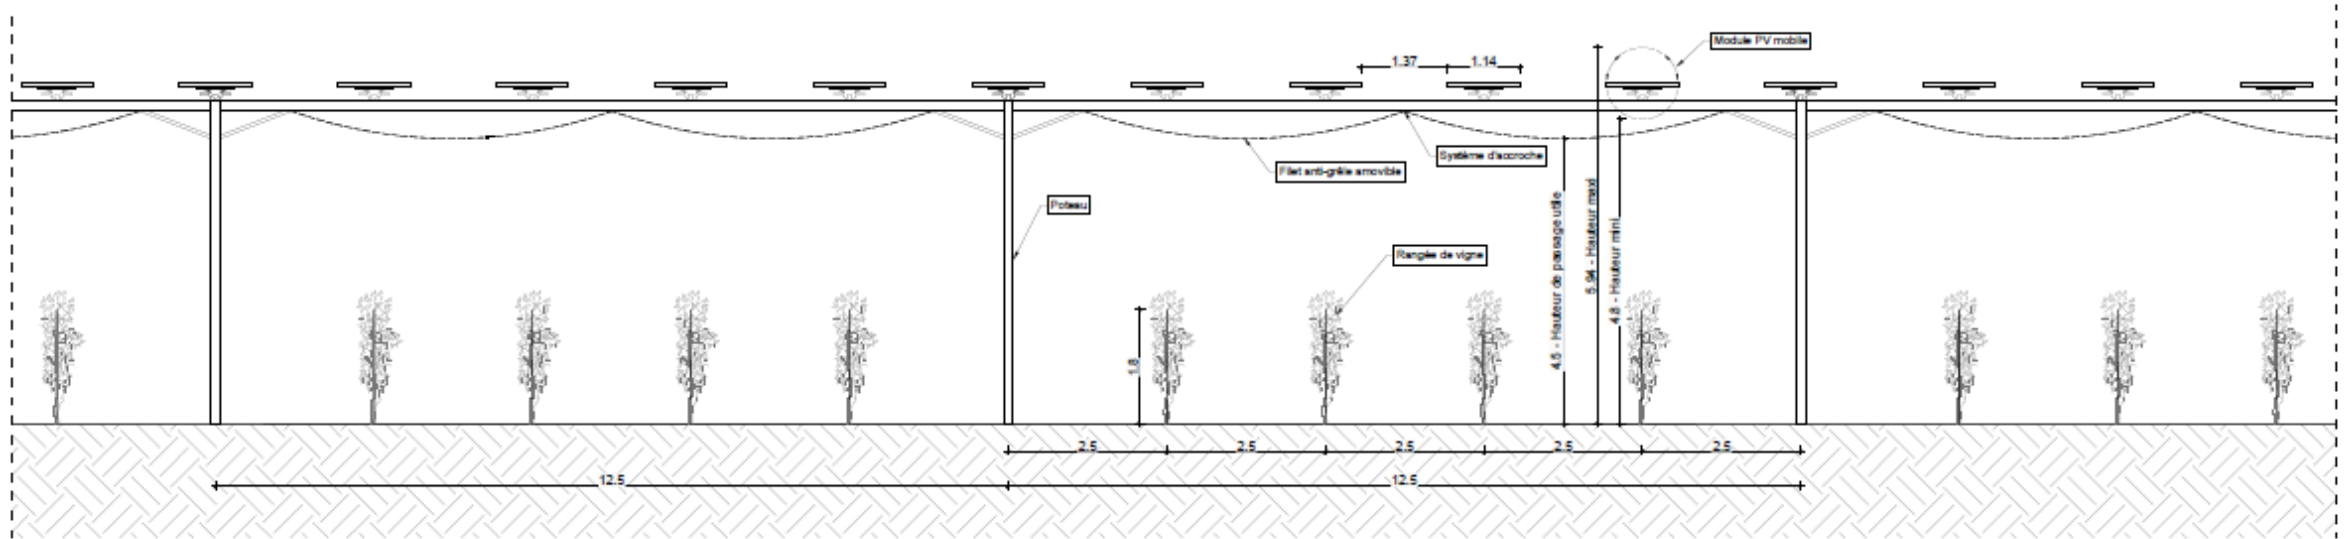 Module PV mobile
1.37
1.14
Filet anti-grêle amovible
Système d'accroche
Poteau
Rangée de vigne
4.5 - Hauteur de passage utile
5.94 - Hauteur maxi
4.8 - Hauteur mini
1.8
2.5
2.5
2.5
2.5
2.5
12.5
12.5